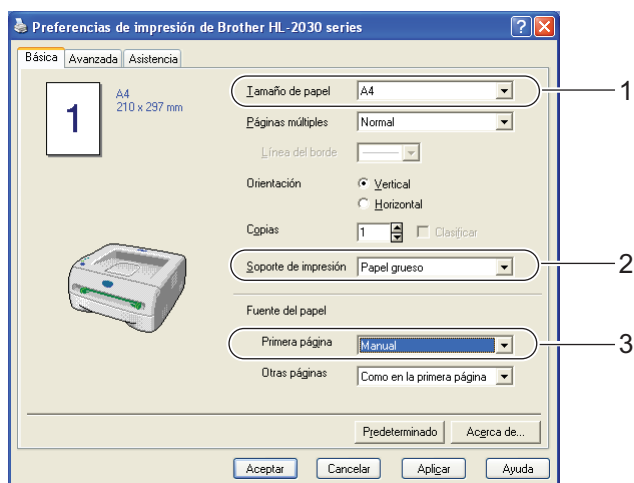 Preferencias de impresión de Brother HL-2030 series
Básica Avanzada Asistencia
1
A4
210 x 297 mm
Tamaño de papel A4 1
Páginas múltiples Normal
Línea del borde
Orientación Vertical
Horizontal
Copias 1 Clasificar
Soporte de impresión Papel grueso 2
Fuente del papel
Primera página Manual 3
Otras páginas Como en la primera página
Predeterminado Acerca de...
Aceptar Cancelar Aplicar Ayuda